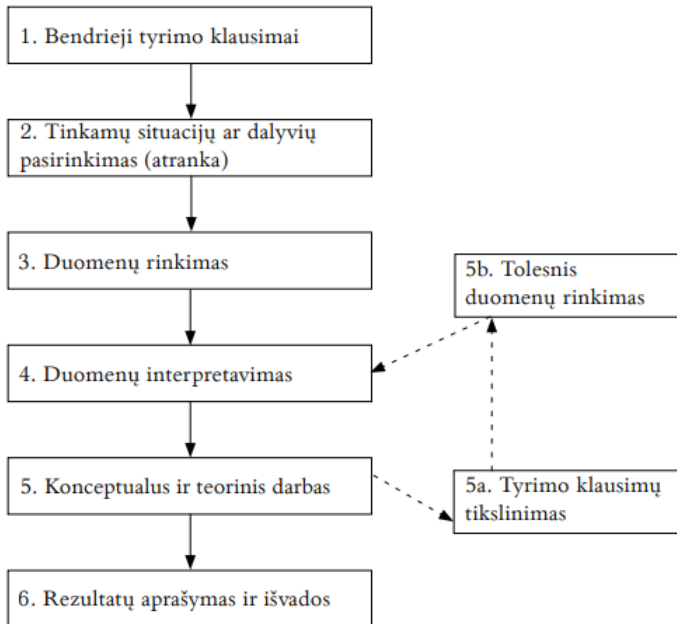 1. Bendrieji tyrimo klausimai
2. Tinkamų situacijų ar dalyvių
pasirinkimas (atranka)
3. Duomenų rinkimas
5b. Tolesnis
duomenų rinkimas
4. Duomenų interpretavimas
5. Konceptualus ir teorinis darbas
5a. Tyrimo klausimų
tikslinimas
6. Rezultatų aprašymas ir išvados